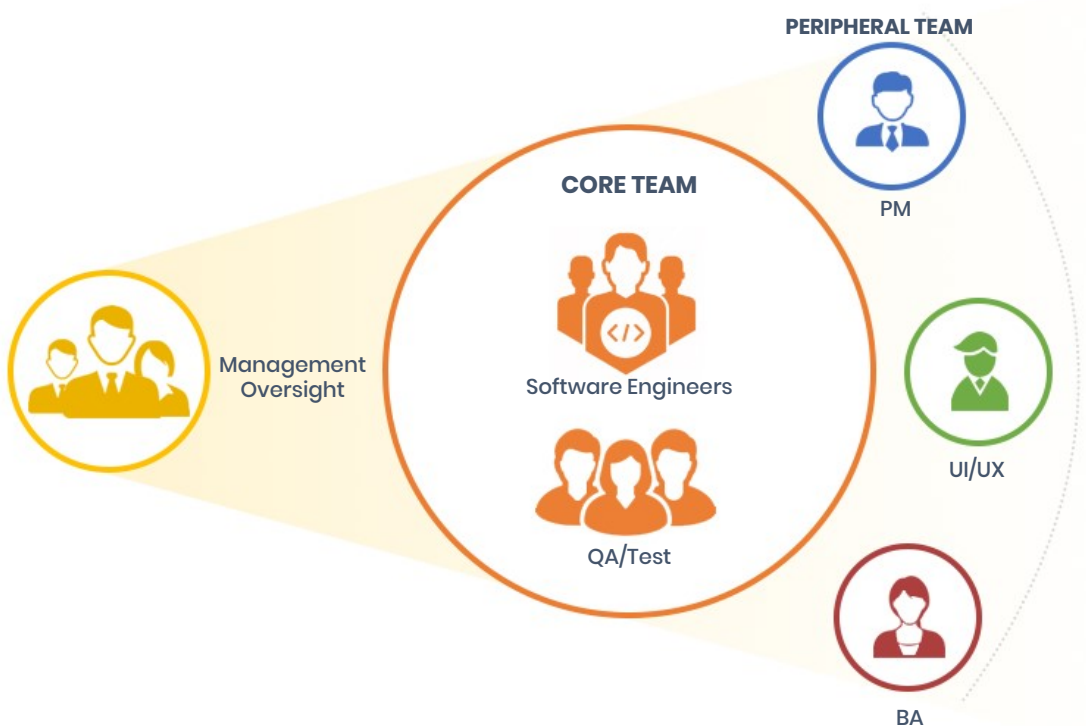 PERIPHERAL TEAM
PM
CORE TEAM
</>
Software Engineers
Management
Oversight
UI/UX
QA/Test
BA